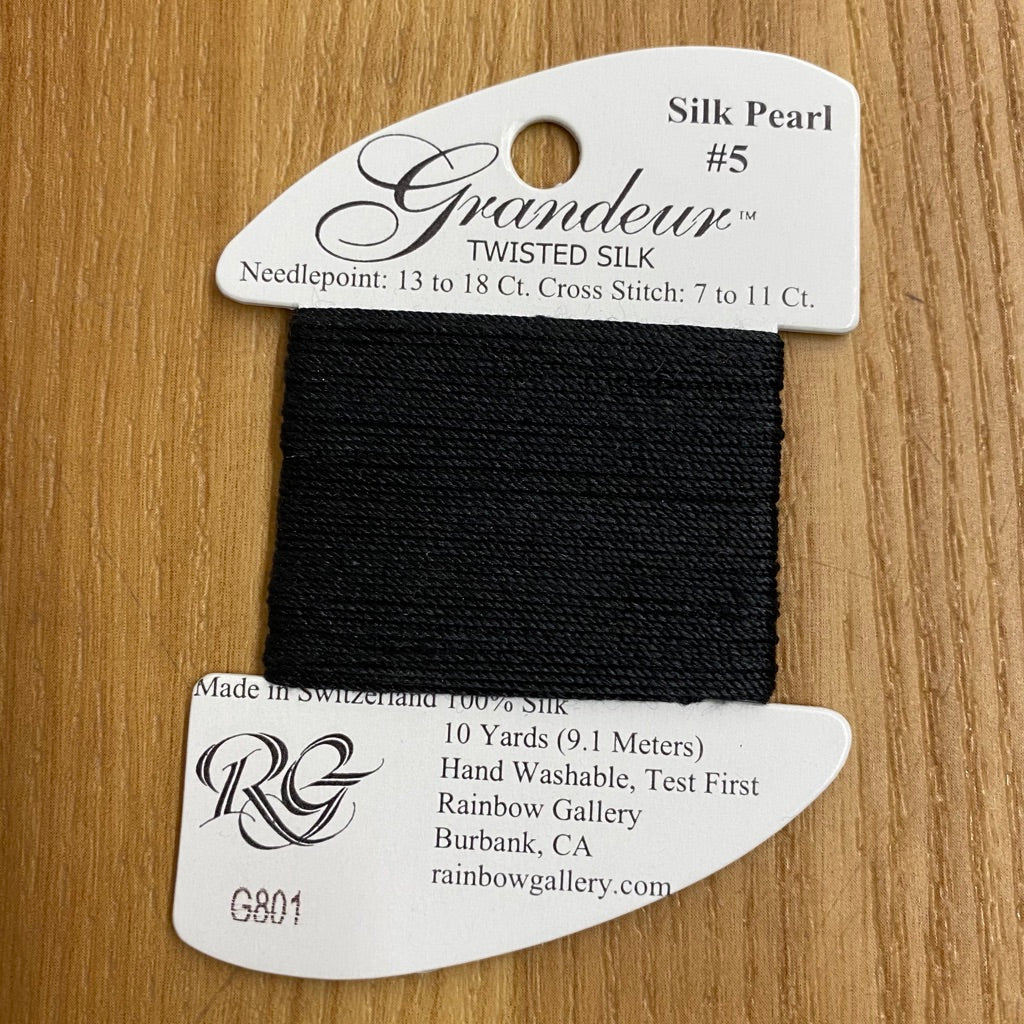 Silk Pearl
#5
Grandeur™
TWISTED SILK
Needlepoint: 13 to 18 Ct. Cross Stitch: 7 to 11 Ct.
Made in Switzerland 100% Silk
10 Yards (9.1 Meters)
Hand Washable, Test First
Rainbow Gallery
Burbank, CA
rainbowgallery.com
RG
G801